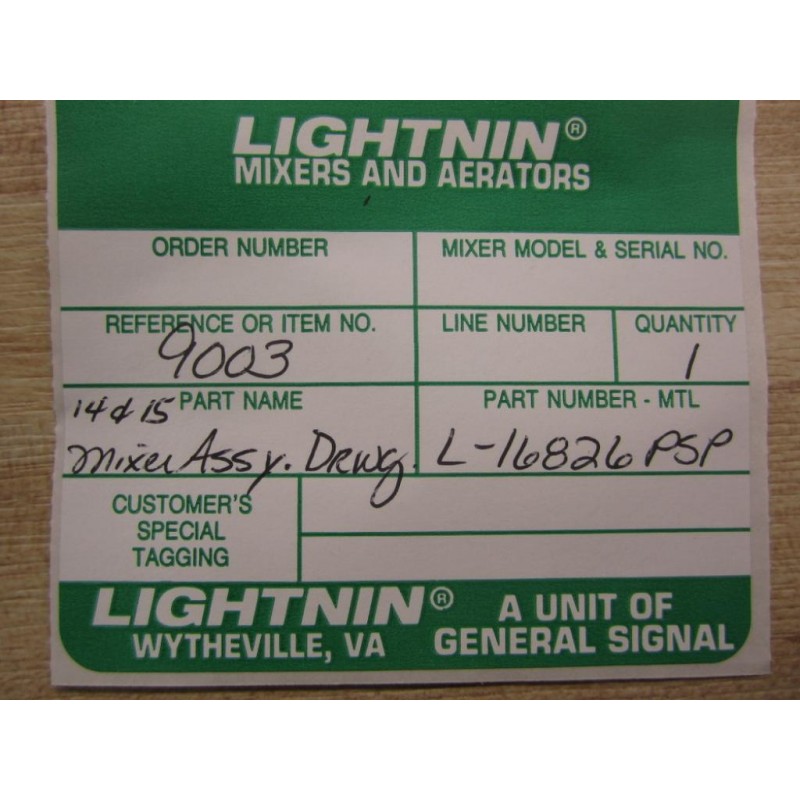 LIGHTNIN®
MIXERS AND AERATORS
ORDER NUMBER
MIXER MODEL & SERIAL NO.
REFERENCE OR ITEM NO.
9003
LINE NUMBER
QUANTITY
1
14 & 15 PART NAME
Mixer Assy. Drwg.
PART NUMBER - MTL
L-16826 PSP
CUSTOMER'S
SPECIAL
TAGGING
LIGHTNIN®
WYTHEVILLE, VA
A UNIT OF
GENERAL SIGNAL